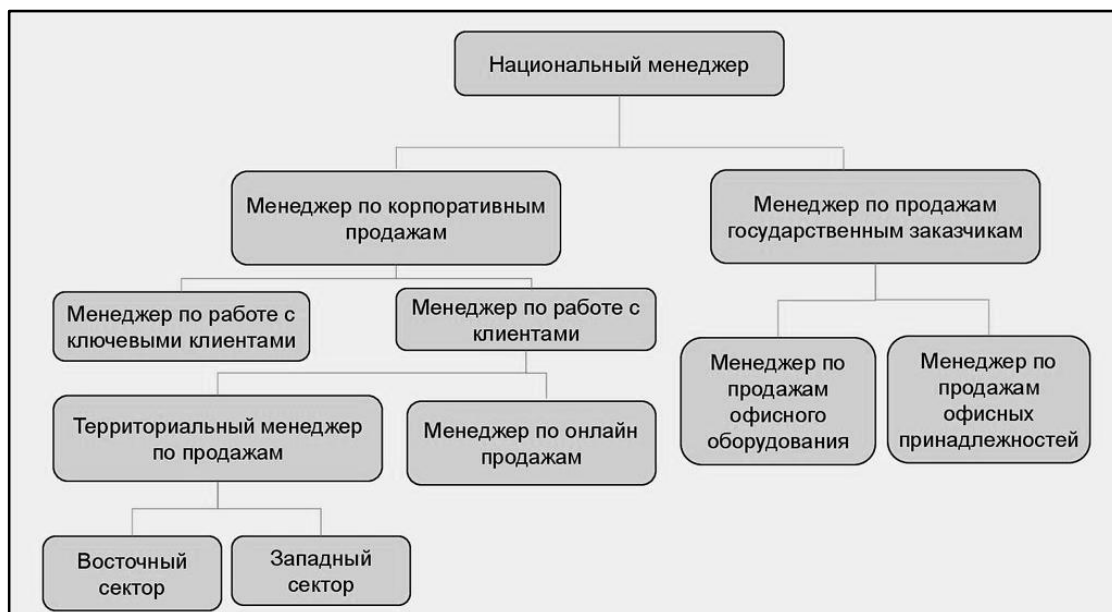 Национальный менеджер
Менеджер по корпоративным
продажам
Менеджер по продажам
государственным заказчикам
Менеджер по работе с
ключевыми клиентами
Менеджер по работе с
клиентами
Менеджер по
продажам
офисного
оборудования
Менеджер по
продажам
офисных
принадлежностей
Территориальный менеджер
по продажам
Менеджер по онлайн
продажам
Восточный
сектор
Западный
сектор